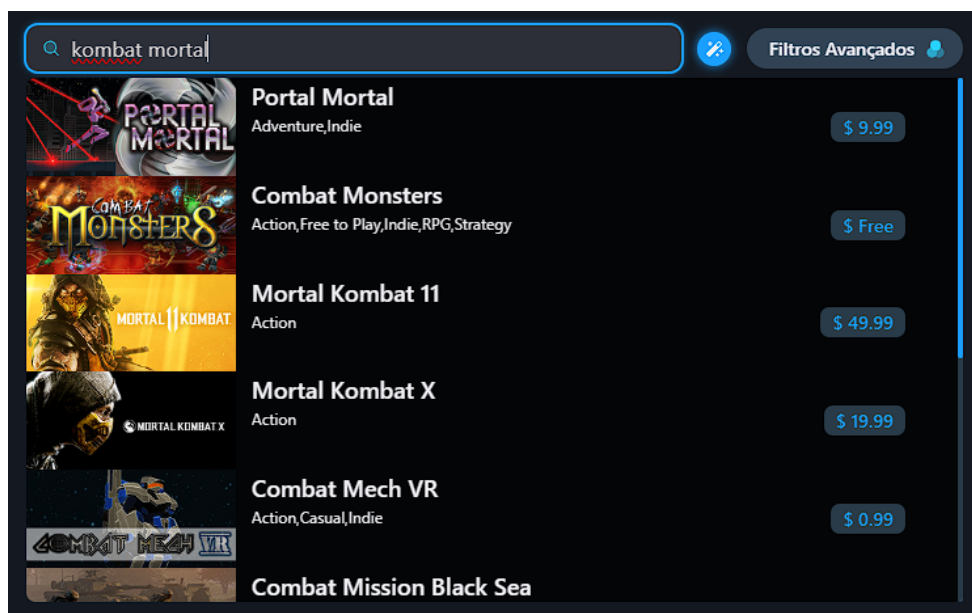 kombat mortal
Filtros Avançados
PORTAL
MORTAL
Portal Mortal
Adventure,Indie
$ 9.99
COMBAT
MONSTERS
Combat Monsters
Action,Free to Play,Indie,RPG,Strategy
$ Free
MORTAL 11 KOMBAT
Mortal Kombat 11
Action
$ 49.99
MORTAL KOMBAT X
Mortal Kombat X
Action
$ 19.99
COMBAT MECH VR
Combat Mech VR
Action,Casual,Indie
$ 0.99
Combat Mission Black Sea